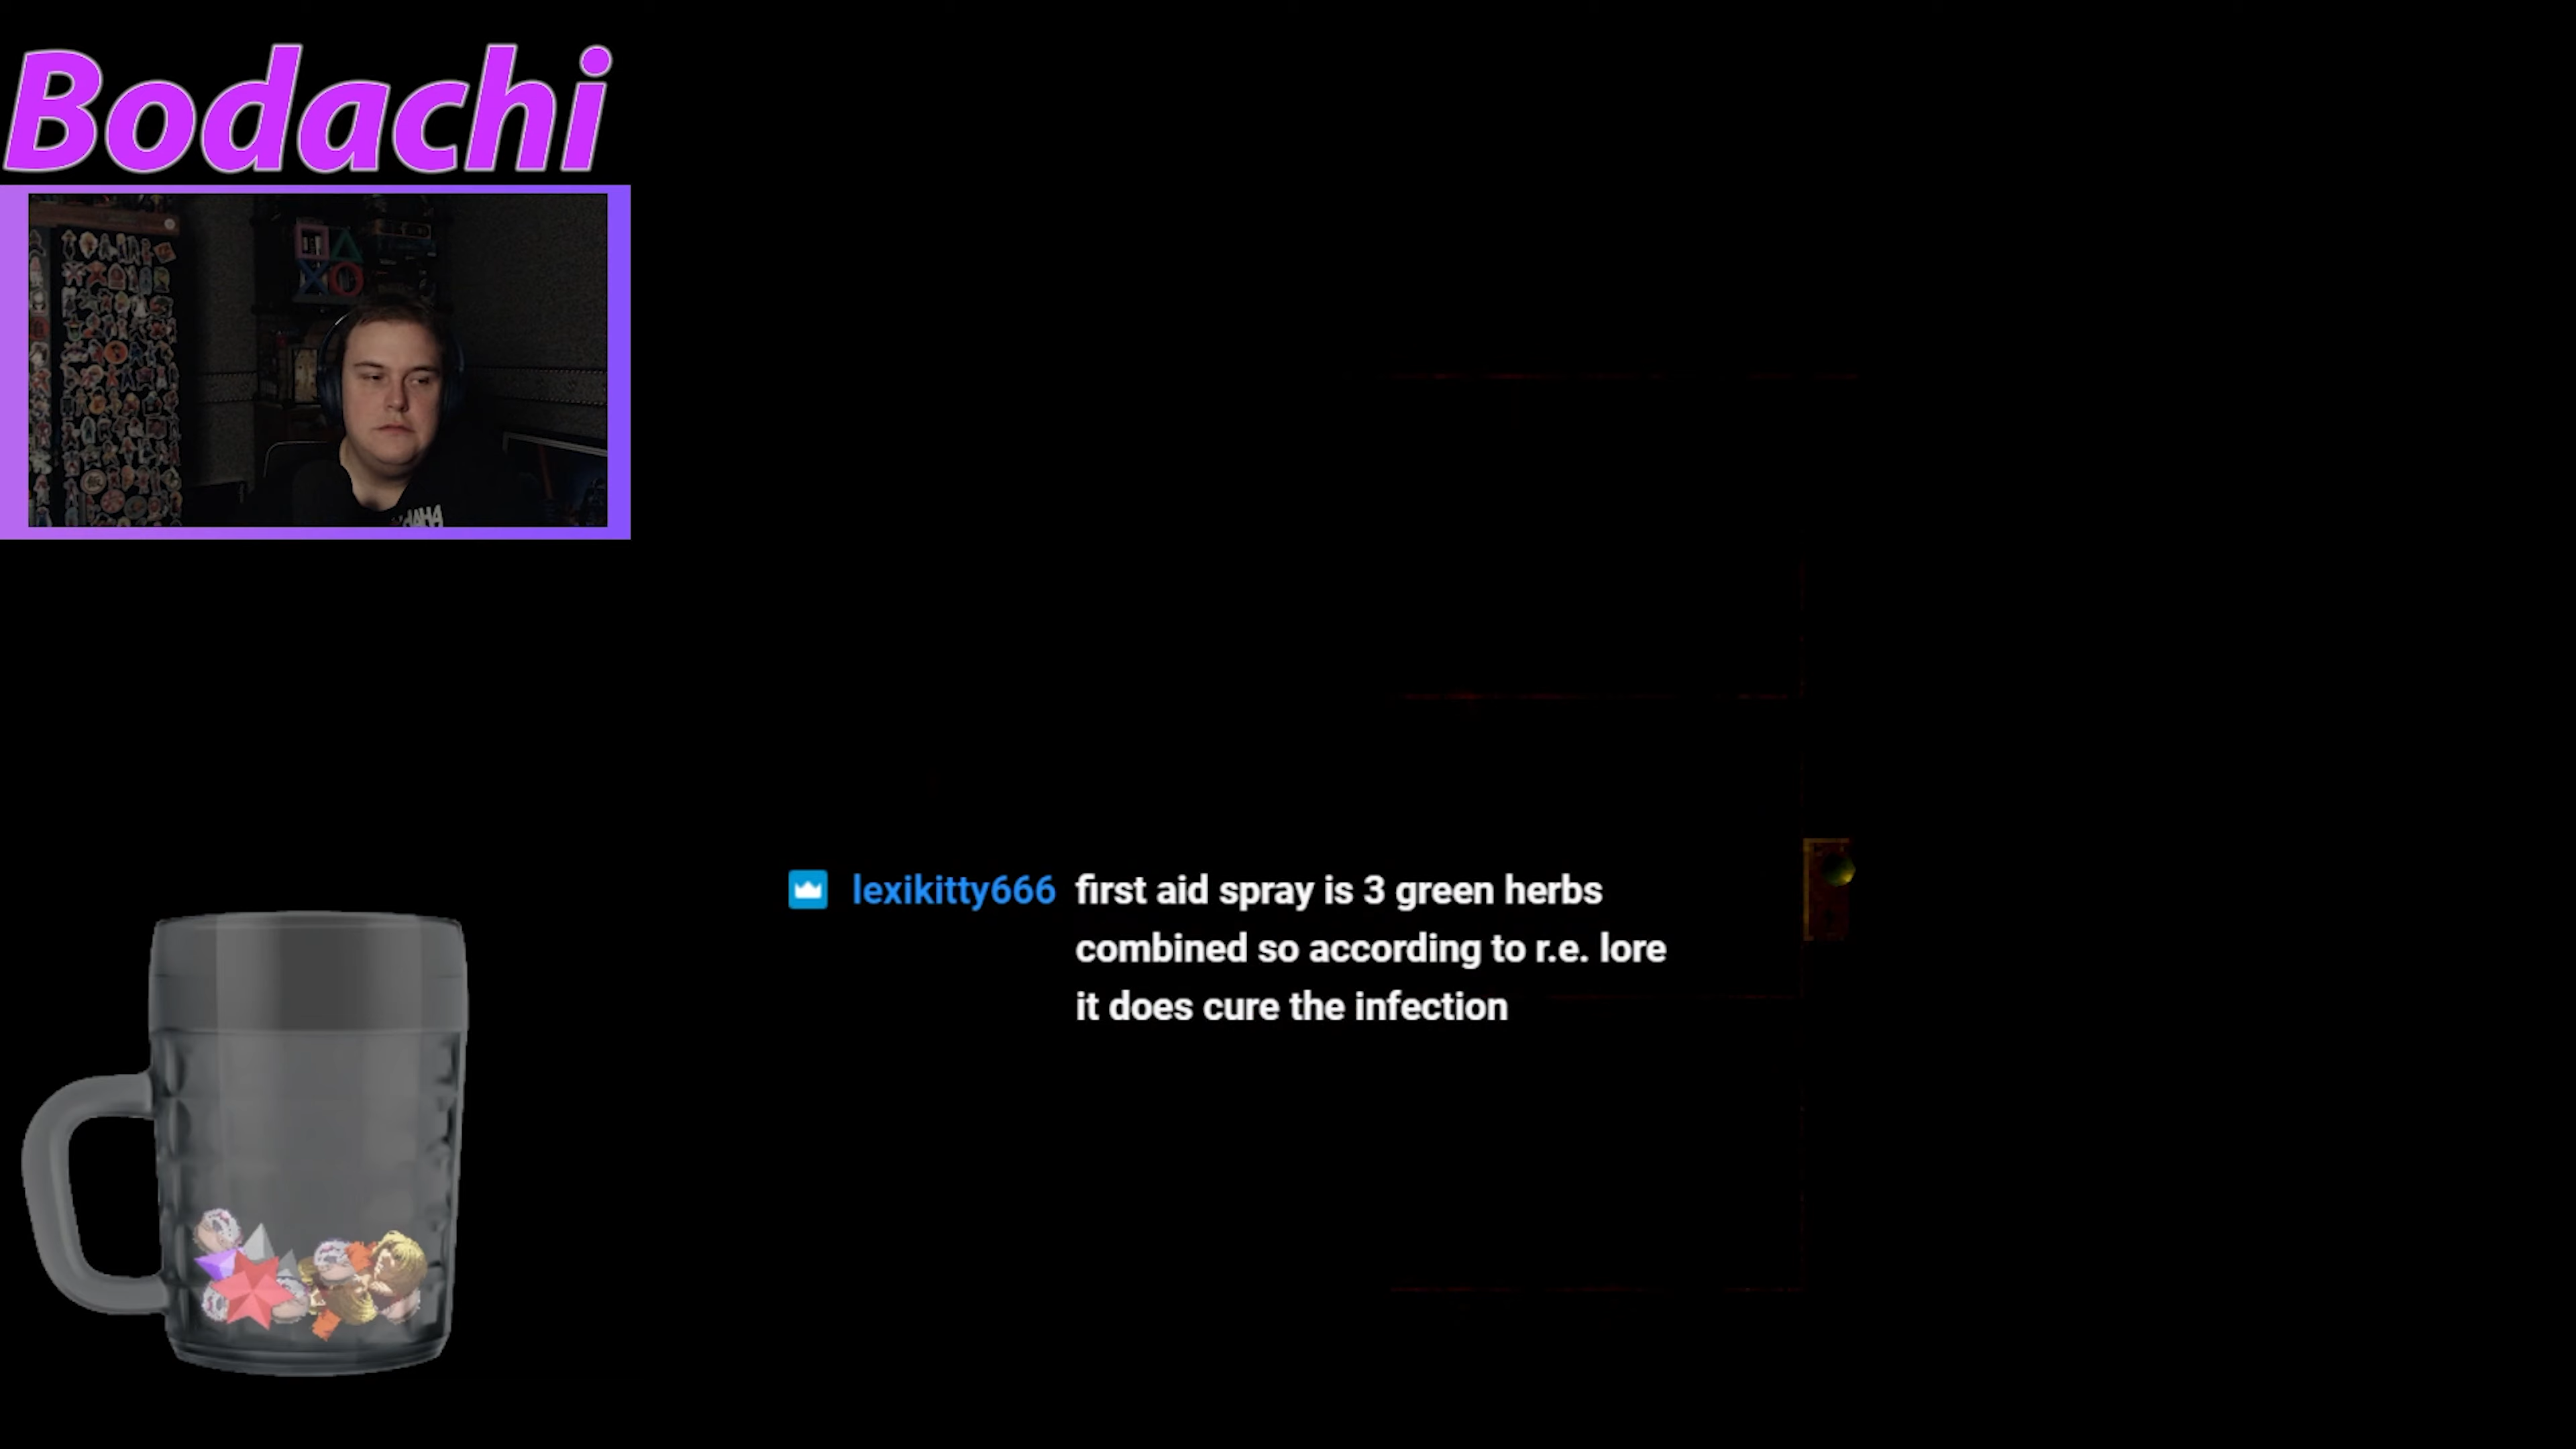 Bodachi
lexikitty666 first aid spray is 3 green herbs
combined so according to r.e. lore
it does cure the infection